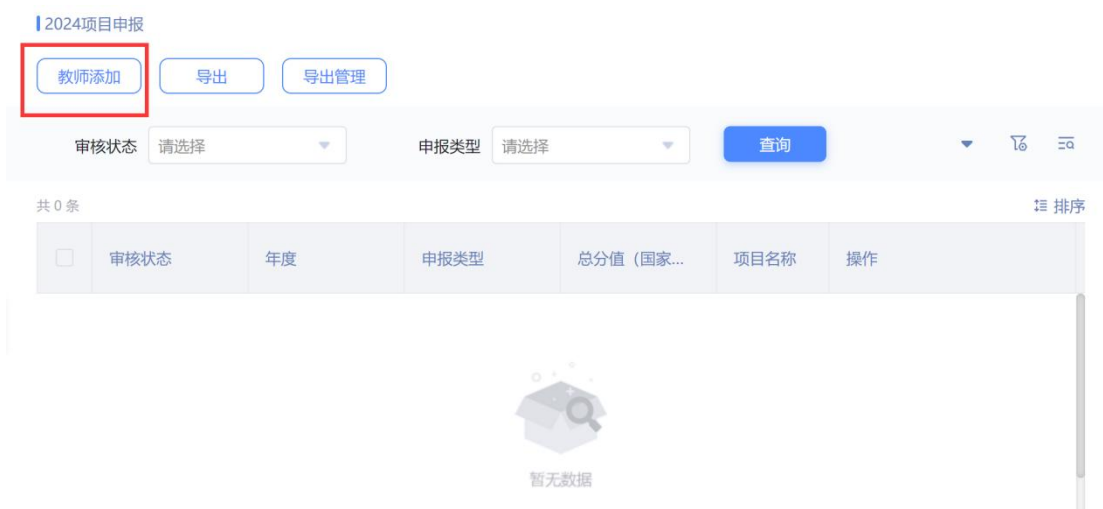 2024项目申报
教师添加 导出 导出管理
审核状态 请选择 申报类型 请选择 查询
共 0 条 排序
审核状态 年度 申报类型 总分值（国家... 项目名称 操作
暂无数据